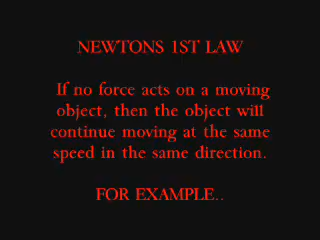 NEWTONS 1ST LAW
If no force acts on a moving
object, then the object will
continue moving at the same
speed in the same direction.
FOR EXAMPLE..